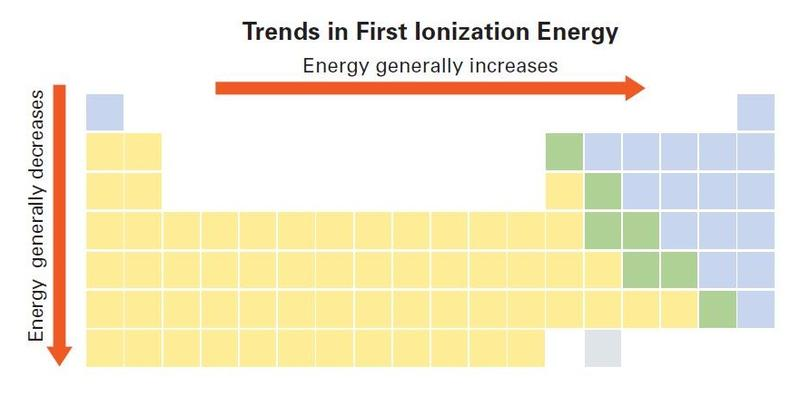 Trends in First Ionization Energy
Energy generally increases
Energy generally decreases